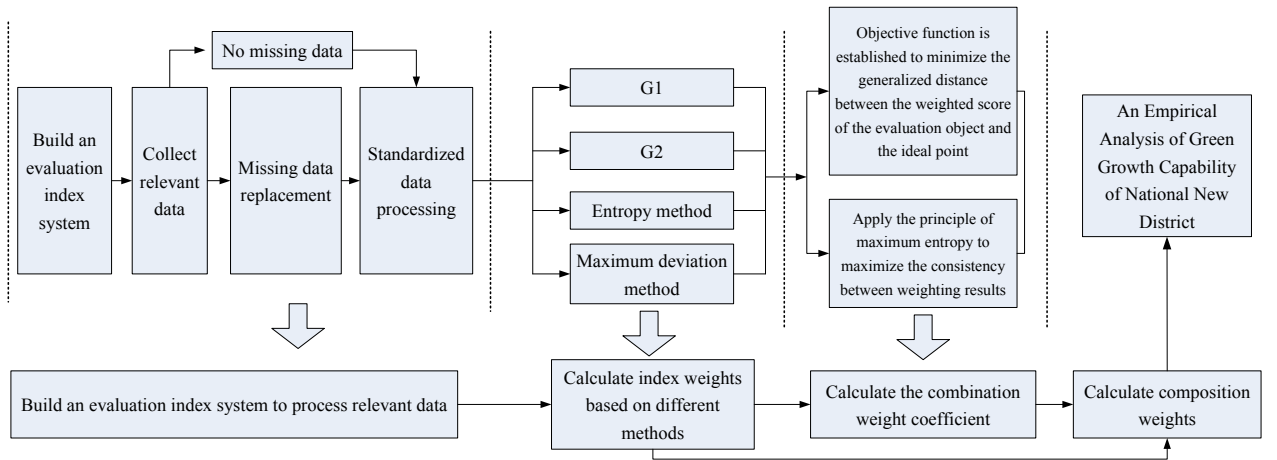 No missing data
Build an
evaluation
index
system
Collect
relevant
data
Missing data
replacement
Standardized
data
processing
G1
G2
Entropy method
Maximum deviation
method
Objective function is
established to minimize the
generalized distance
between the weighted score
of the evaluation object and
the ideal point
Apply the principle of
maximum entropy to
maximize the consistency
between weighting results
An Empirical
Analysis of Green
Growth Capability
of National New
District
Build an evaluation index system to process relevant data
Calculate index weights
based on different
methods
Calculate the combination
weight coefficient
Calculate composition
weights